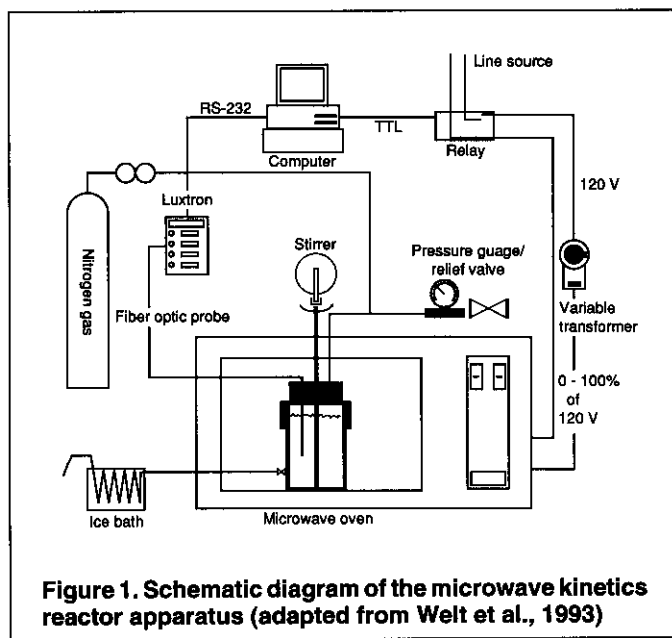 Line source
RS-232
TTL
Computer
Relay
120 V
Luxtron
Nitrogen gas
Stirrer
Pressure guage/
relief valve
Fiber optic probe
Variable
transformer
0 - 100%
of
120 V
Ice bath
Microwave oven
Figure 1. Schematic diagram of the microwave kinetics
reactor apparatus (adapted from Welt et al., 1993)